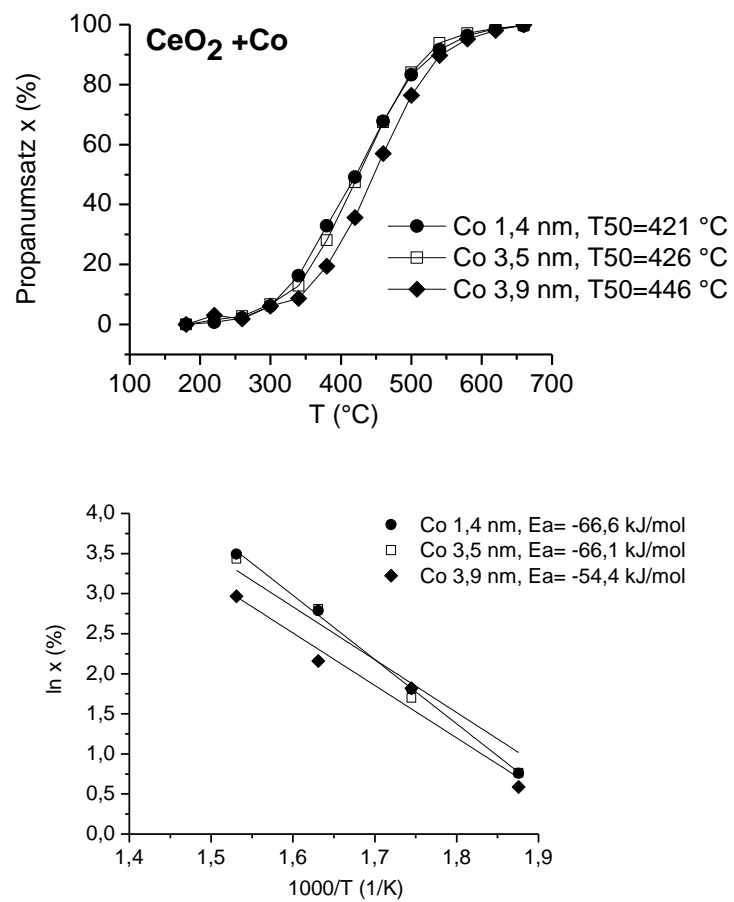 CeO2 +Co
Propanumsatz x (%)
100
80
60
40
20
0
Co 1,4 nm, T50=421 °C
Co 3,5 nm, T50=426 °C
Co 3,9 nm, T50=446 °C
100 200 300 400 500 600 700
T (°C)
ln x (%)
4,0
3,5
3,0
2,5
2,0
1,5
1,0
0,5
0,0
Co 1,4 nm, Ea= -66,6 kJ/mol
Co 3,5 nm, Ea= -66,1 kJ/mol
Co 3,9 nm, Ea= -54,4 kJ/mol
1,4 1,5 1,6 1,7 1,8 1,9
1000/T (1/K)